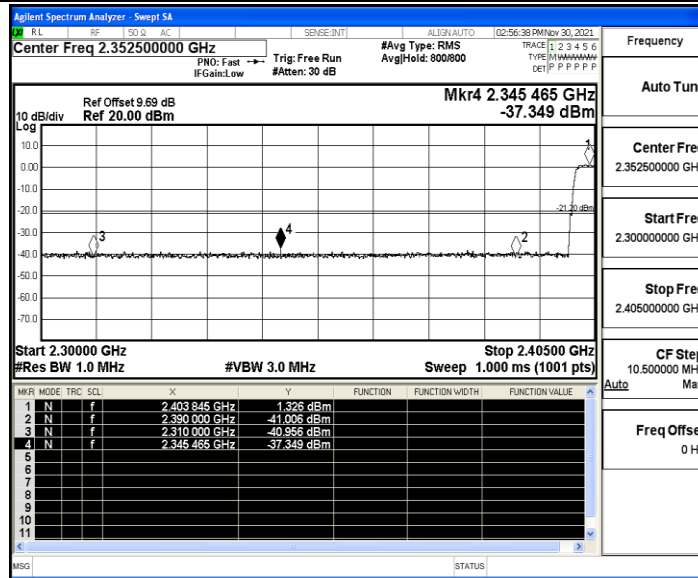 Agilent Spectrum Analyzer - Swept SA
RL RF 50 Ω AC SENSE:INT ALIGN AUTO 02:56:38 PM Nov 30, 2021
Center Freq 2.352500000 GHz
PNO: Fast
IFGain:Low
Trig: Free Run
#Atten: 30 dB
#Avg Type: RMS
Avg|Hold: 800/800
TRACE 1 2 3 4 5 6
TYPE M
DET P P P P P P
Frequency
Auto Tun
Center Fre
2.352500000 GH
Start Fre
2.300000000 GH
Stop Fre
2.405000000 GH
CF Step
10.500000 MH
Auto Ma
Freq Offse
0 H
Ref Offset 9.69 dB
Ref 20.00 dBm
10 dB/div
Log
Mkr4 2.345 465 GHz
-37.349 dBm
10.0
0.00
-10.0
-20.0
-30.0
-40.0
-50.0
-60.0
-70.0
1
2
3
4
-21.20 dBm
Start 2.30000 GHz
Stop 2.40500 GHz
#Res BW 1.0 MHz
#VBW 3.0 MHz
Sweep 1.000 ms (1001 pts)
MKR MODE TRC SCL X Y FUNCTION FUNCTION WIDTH FUNCTION VALUE
1 N f 2.403 845 GHz 1.326 dBm
2 N f 2.390 000 GHz -41.006 dBm
3 N f 2.310 000 GHz -40.956 dBm
4 N f 2.345 465 GHz -37.349 dBm
5
6
7
8
9
10
11
MSG STATUS